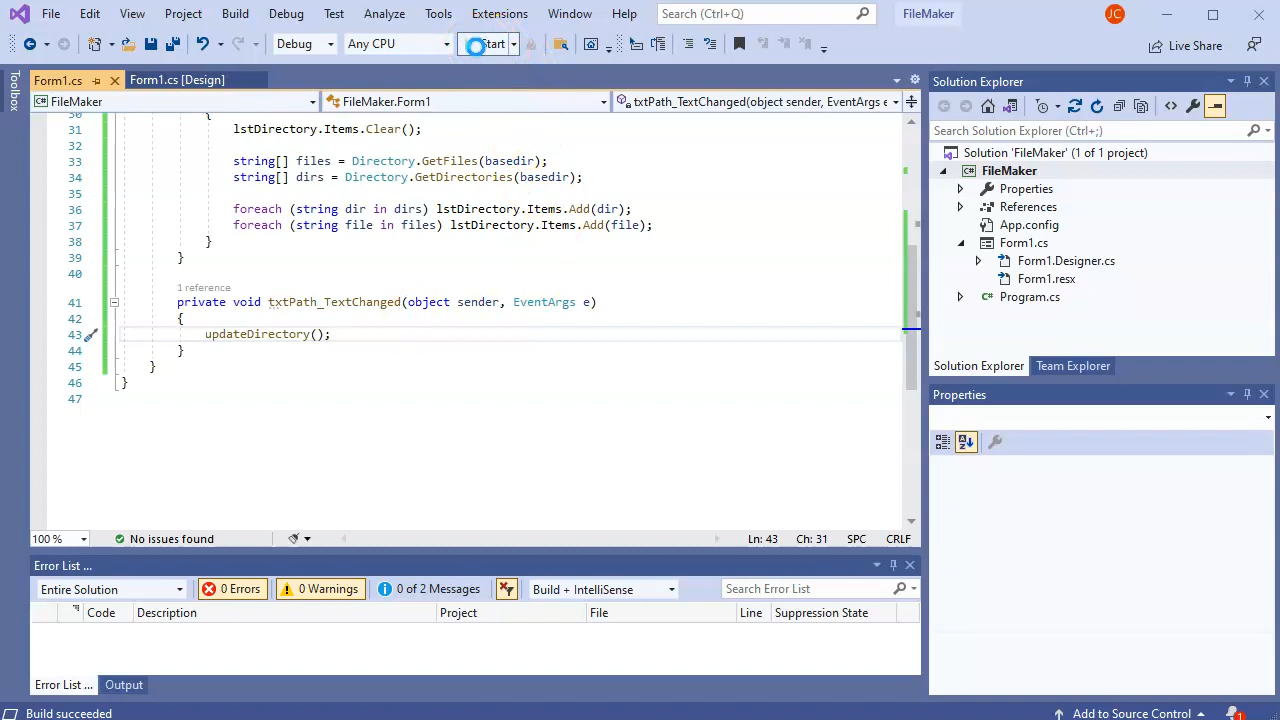 File Edit View Project Build Debug Test Analyze Tools Extensions Window Help Search (Ctrl+Q) FileMaker JC
Debug Any CPU Start Live Share
Toolbox
Form1.cs Form1.cs [Design]
FileMaker FileMaker.Form1 txtPath_TextChanged(object sender, EventArgs e
30 {
31 lstDirectory.Items.Clear();
32
33 string[] files = Directory.GetFiles(basedir);
34 string[] dirs = Directory.GetDirectories(basedir);
35
36 foreach (string dir in dirs) lstDirectory.Items.Add(dir);
37 foreach (string file in files) lstDirectory.Items.Add(file);
38 }
39 }
40
1 reference
41 private void txtPath_TextChanged(object sender, EventArgs e)
42 {
43 updateDirectory();
44 }
45 }
46 }
47
100 % No issues found Ln: 43 Ch: 31 SPC CRLF
Error List ...
Entire Solution 0 Errors 0 Warnings 0 of 2 Messages Build + IntelliSense Search Error List
Code Description Project File Line Suppression State
Error List ... Output
Solution Explorer
Search Solution Explorer (Ctrl+;)
Solution 'FileMaker' (1 of 1 project)
FileMaker
Properties
References
App.config
Form1.cs
Form1.Designer.cs
Form1.resx
Program.cs
Solution Explorer Team Explorer
Properties
Build succeeded Add to Source Control 1